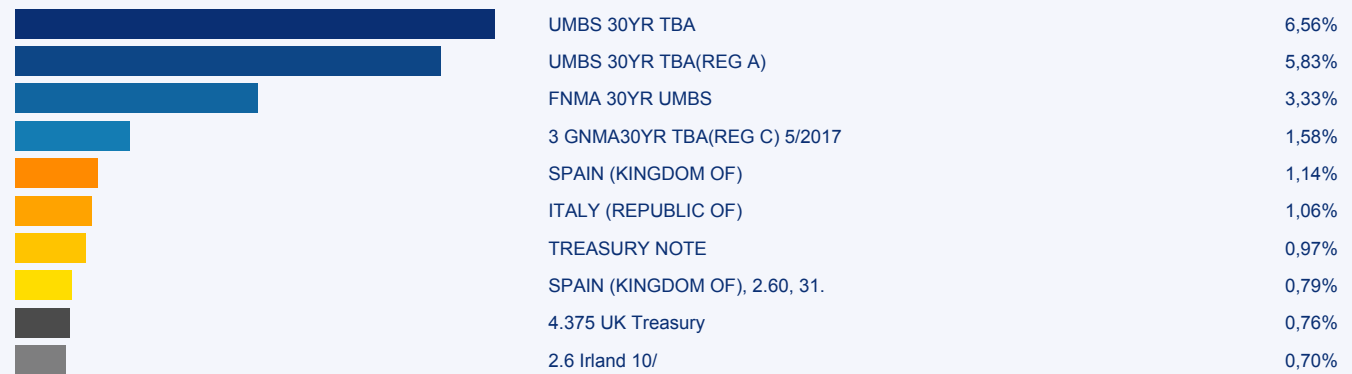 UMBS 30YR TBA 6,56%
UMBS 30YR TBA(REG A) 5,83%
FNMA 30YR UMBS 3,33%
3 GNMA30YR TBA(REG C) 5/2017 1,58%
SPAIN (KINGDOM OF) 1,14%
ITALY (REPUBLIC OF) 1,06%
TREASURY NOTE 0,97%
SPAIN (KINGDOM OF), 2.60, 31. 0,79%
4.375 UK Treasury 0,76%
2.6 Irland 10/ 0,70%